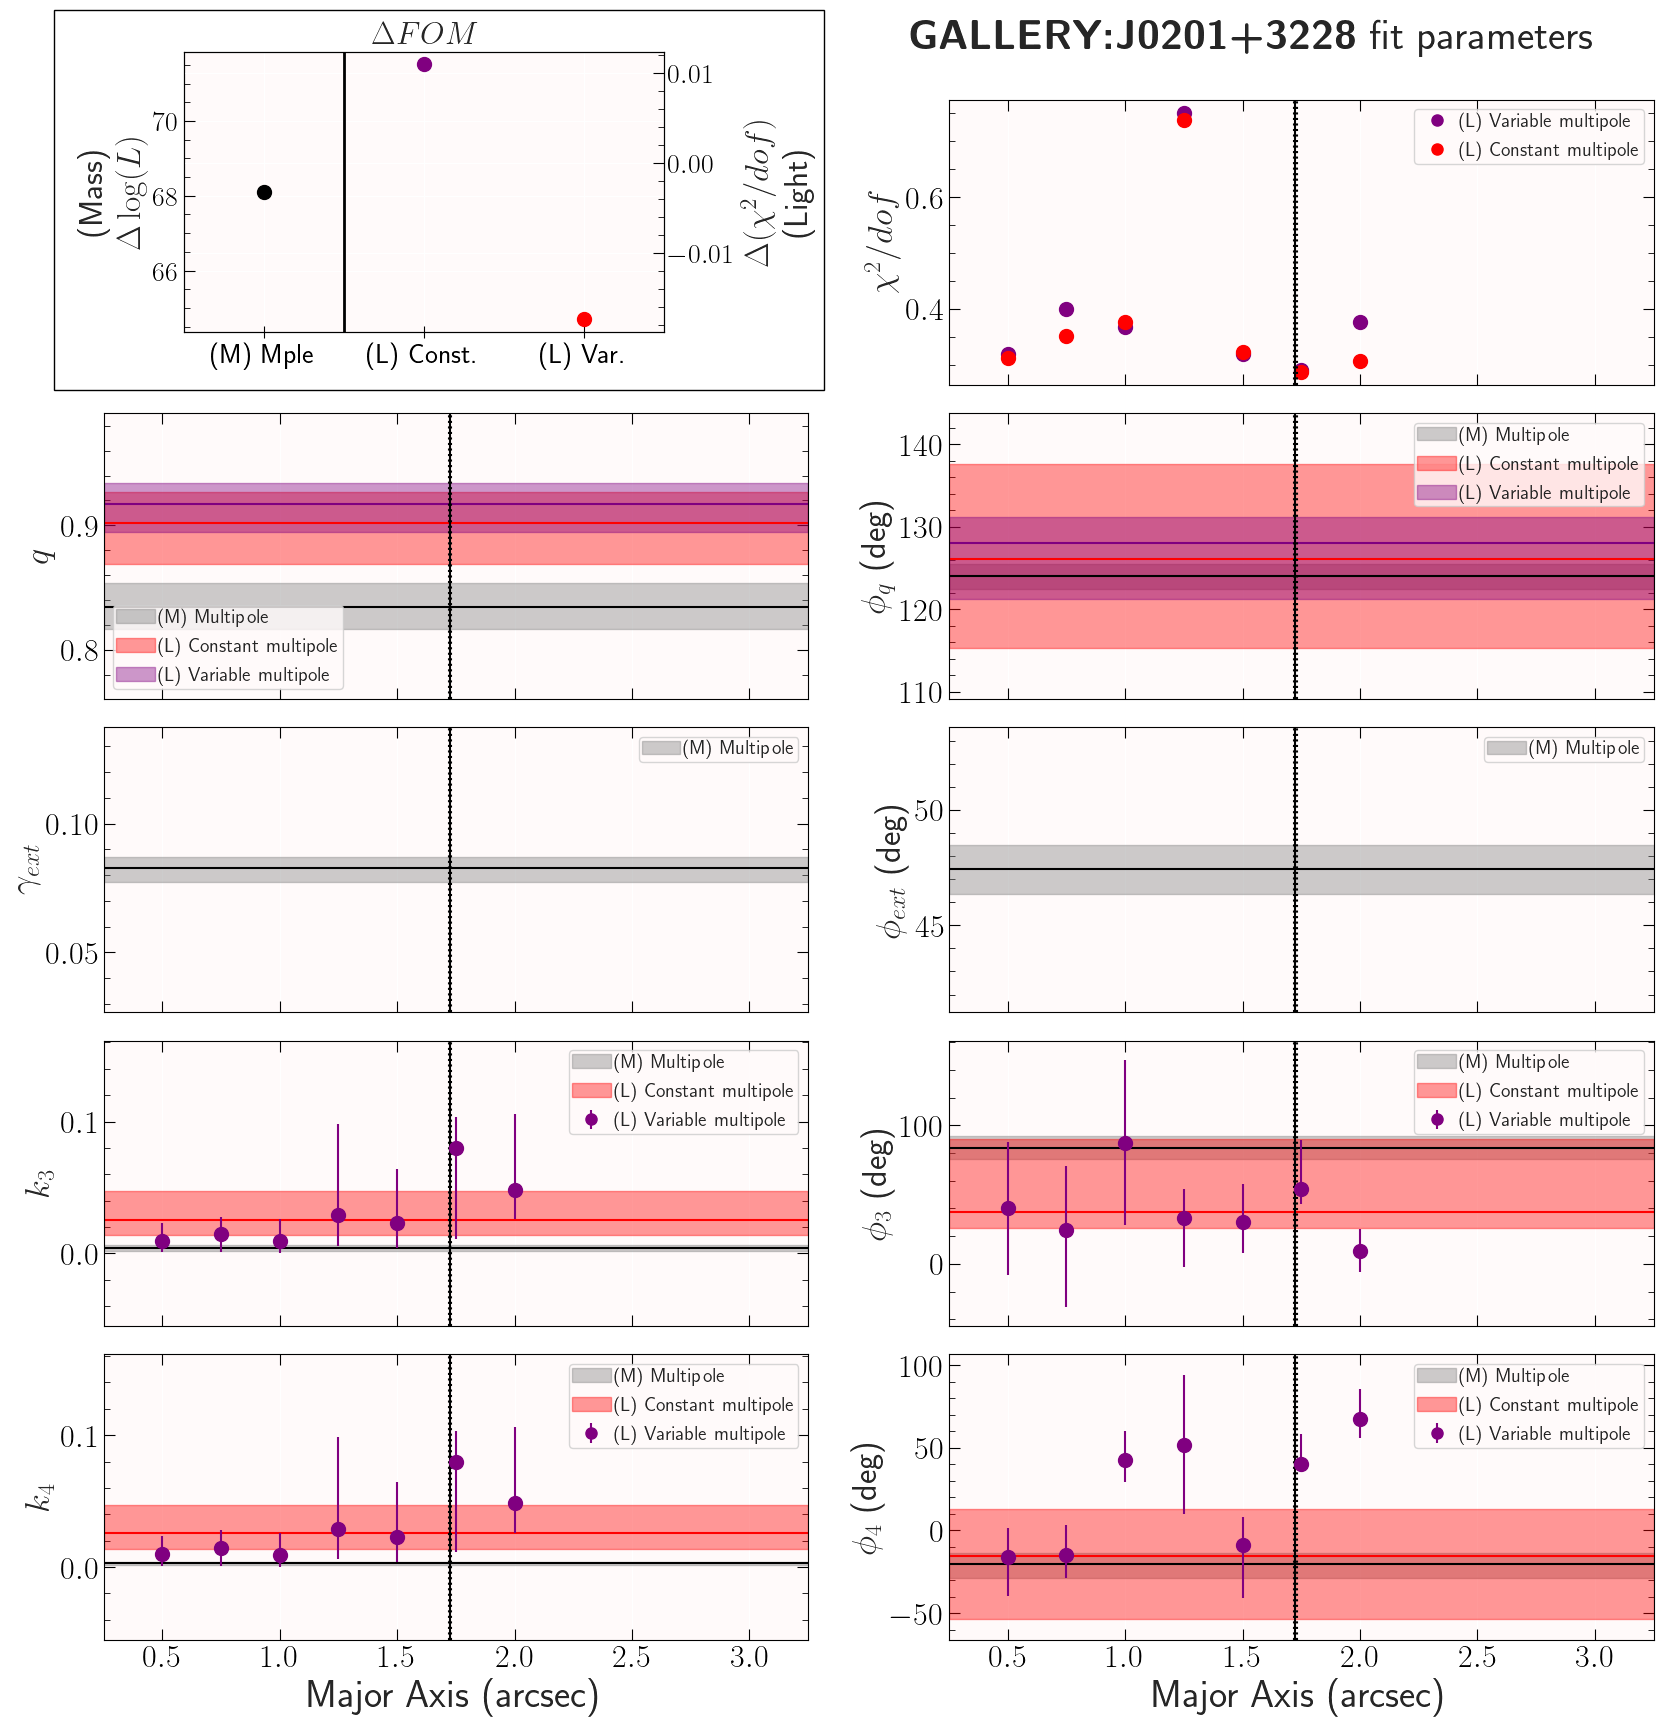 ΔFOM
GALLERY:J0201+3228 fit parameters
(Mass)
Δ log(L)
70
68
66
0.01
0.00
−0.01
Δ(χ²/dof)
(Light)
(M) Mple
(L) Const.
(L) Var.
χ²/dof
0.6
0.4
(L) Variable multipole
(L) Constant multipole
q
0.9
0.8
(M) Multipole
(L) Constant multipole
(L) Variable multipole
ϕ_q (deg)
140
130
120
110
(M) Multipole
(L) Constant multipole
(L) Variable multipole
γ_ext
0.10
0.05
(M) Multipole
ϕ_ext (deg)
50
45
(M) Multipole
k₃
0.1
0.0
(M) Multipole
(L) Constant multipole
(L) Variable multipole
ϕ₃ (deg)
100
0
(M) Multipole
(L) Constant multipole
(L) Variable multipole
k₄
0.1
0.0
(M) Multipole
(L) Constant multipole
(L) Variable multipole
0.5 1.0 1.5 2.0 2.5 3.0
Major Axis (arcsec)
ϕ₄ (deg)
100
50
0
−50
(M) Multipole
(L) Constant multipole
(L) Variable multipole
0.5 1.0 1.5 2.0 2.5 3.0
Major Axis (arcsec)